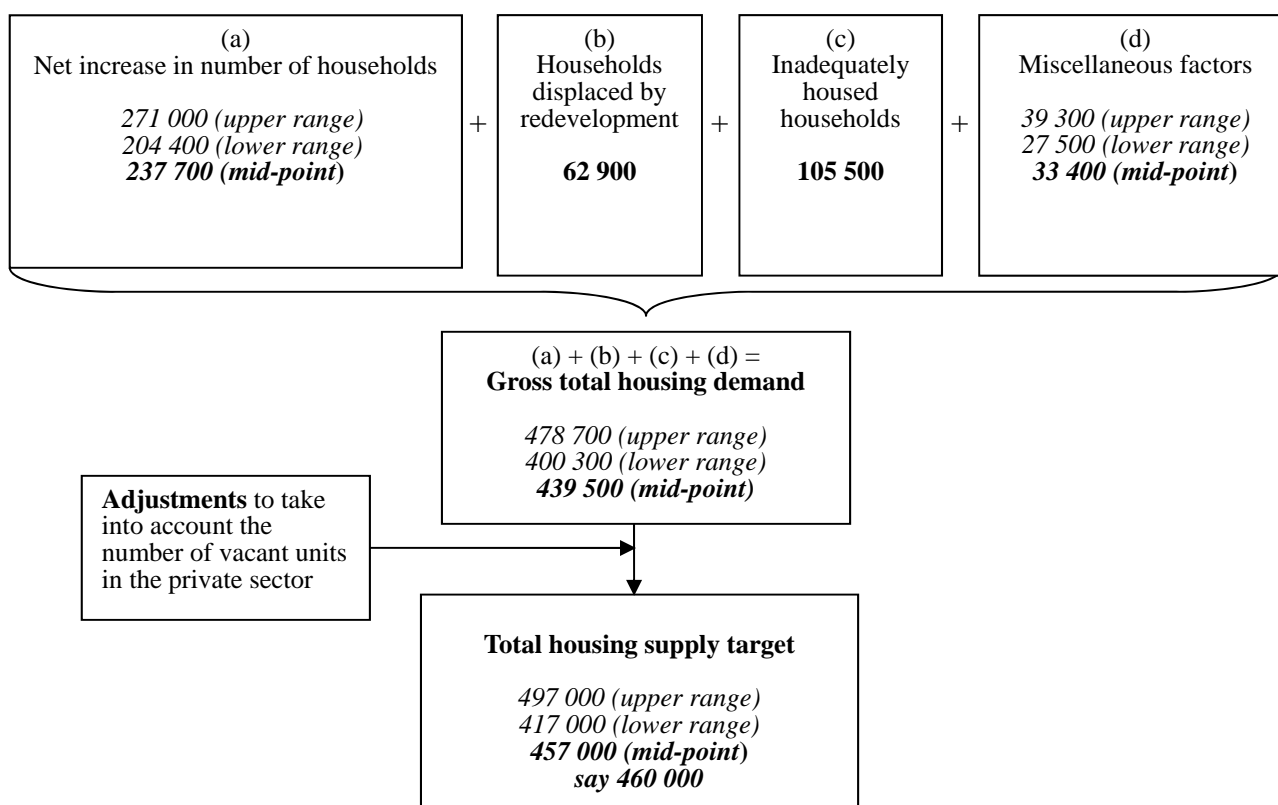 (a)
Net increase in number of households
271 000 (upper range)
204 400 (lower range)
237 700 (mid-point)
+
(b)
Households
displaced by
redevelopment
62 900
+
(c)
Inadequately
housed
households
105 500
+
(d)
Miscellaneous factors
39 300 (upper range)
27 500 (lower range)
33 400 (mid-point)
(a) + (b) + (c) + (d) =
Gross total housing demand
478 700 (upper range)
400 300 (lower range)
439 500 (mid-point)
Adjustments to take
into account the
number of vacant units
in the private sector
Total housing supply target
497 000 (upper range)
417 000 (lower range)
457 000 (mid-point)
say 460 000